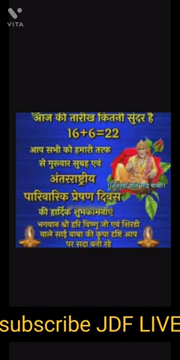 VITA
आज की तारीख कितनी सुंदर है
16+6=22
आप सभी को हमारी तरफ
से गुरुवार सुबह एवं
अंतरराष्ट्रीय
पारिवारिक प्रेषण दिवस
की हार्दिक शुभकामनाएं
भगवान श्री हरि विष्णु जी एवं शिरडी
वाले साईं बाबा की कृपा दृष्टि आप
पर सदा बनी रहे
subscribe JDF LIVE